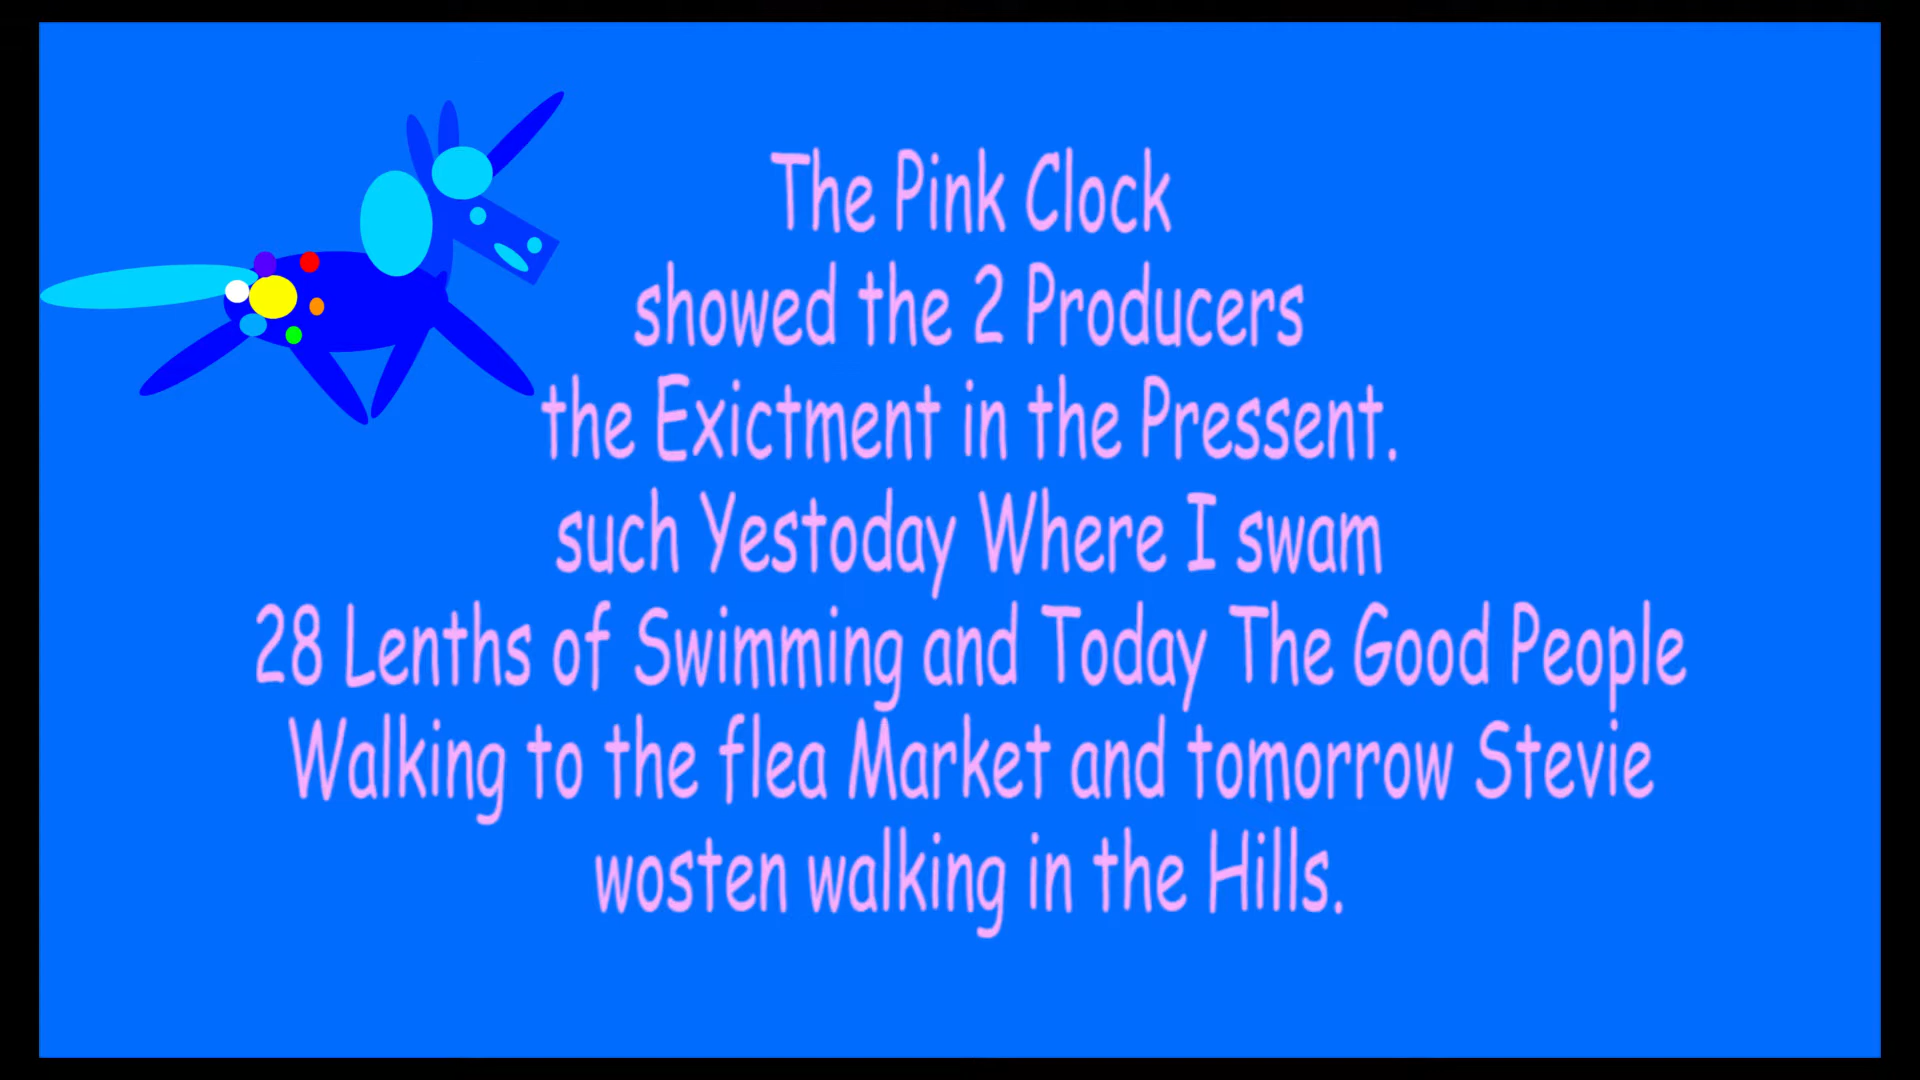 The Pink Clock
showed the 2 Producers
the Exictment in the Pressent.
such Yestoday Where I swam
28 Lenths of Swimming and Today The Good People
Walking to the flea Market and tomorrow Stevie
wosten walking in the Hills.